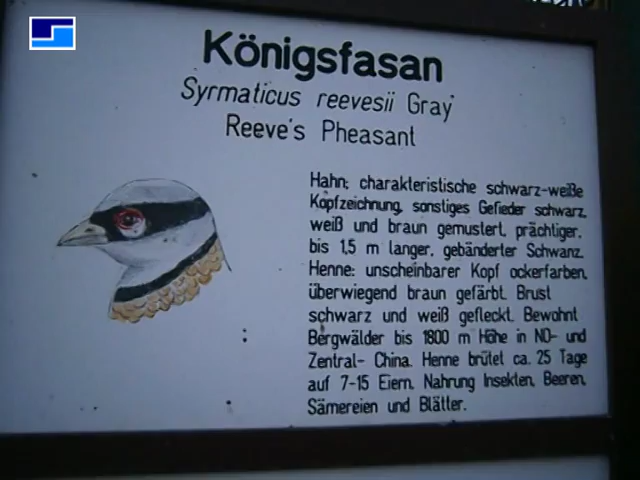 Königsfasan
Syrmaticus reevesii Gray
Reeve's Pheasant
Hahn: charakteristische schwarz-weiße
Kopfzeichnung, sonstiges Gefieder schwarz,
weiß und braun gemustert, prächtiger,
bis 1,5 m langer, gebänderter Schwanz.
Henne: unscheinbarer Kopf ockerfarben,
überwiegend braun gefärbt. Brust
schwarz und weiß gefleckt. Bewohnt
Bergwälder bis 1800 m Höhe in NO- und
Zentral- China. Henne brütet ca. 25 Tage
auf 7-15 Eiern. Nahrung Insekten, Beeren,
Sämereien und Blätter.